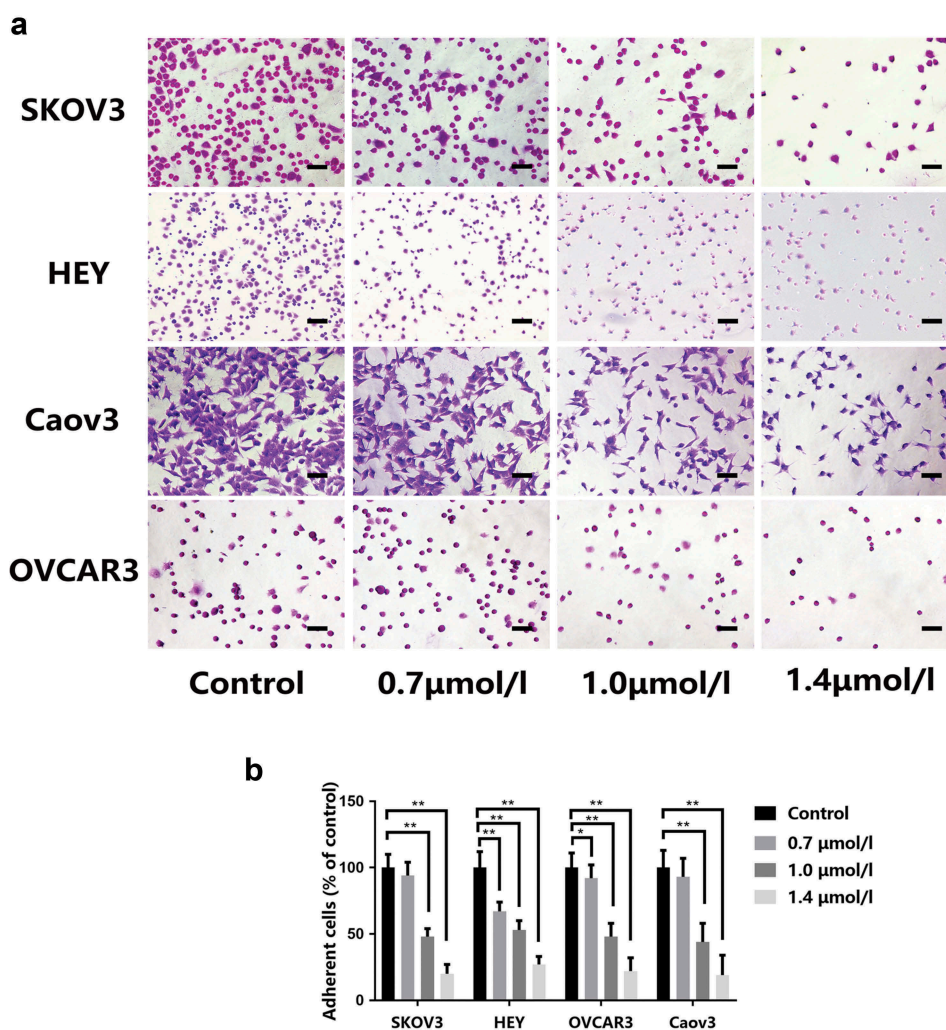 a
SKOV3
HEY
Caov3
OVCAR3
Control 0.7μmol/l 1.0μmol/l 1.4μmol/l
b
Adherent cells (% of control)
150
100
50
0
** ** ** ** ** ** ** * ** **
SKOV3 HEY OVCAR3 Caov3
Control
0.7 μmol/l
1.0 μmol/l
1.4 μmol/l